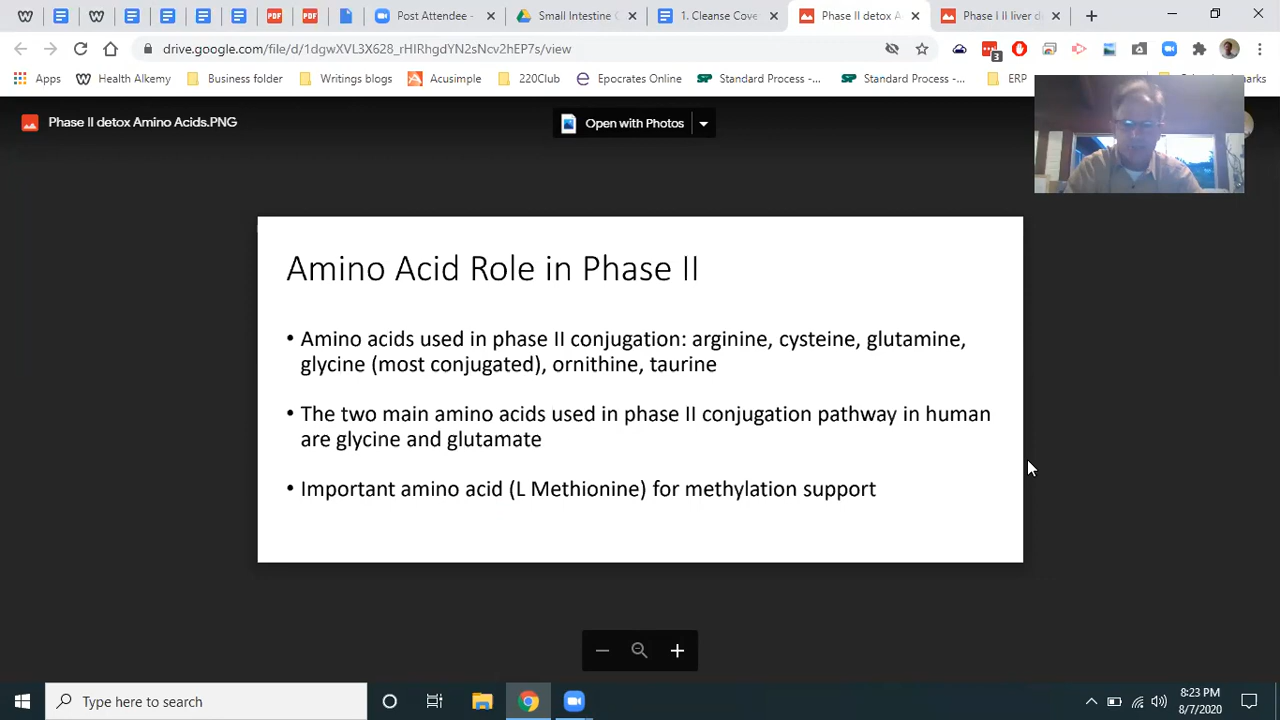 Post Attendee -
Small Intestine C
1. Cleanse Cove
Phase II detox A
Phase I II liver d
drive.google.com/file/d/1dgwXVL3X628_rHIRhgdYN2sNcv2hEP7s/view
3
Apps
Health Alkemy
Business folder
Writings blogs
Acusimple
220Club
Epocrates Online
Standard Process -...
Standard Process -...
ERP
Phase II detox Amino Acids.PNG
Open with Photos
Amino Acid Role in Phase II
• Amino acids used in phase II conjugation: arginine, cysteine, glutamine,
glycine (most conjugated), ornithine, taurine
• The two main amino acids used in phase II conjugation pathway in human
are glycine and glutamate
• Important amino acid (L Methionine) for methylation support
Type here to search
8:23 PM
8/7/2020